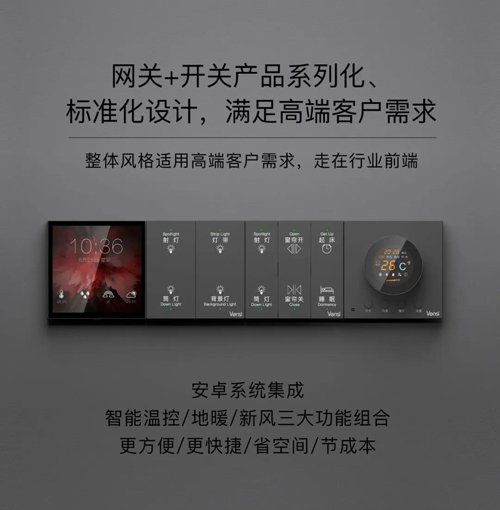 网关+开关产品系列化、
标准化设计，满足高端客户需求
整体风格适用高端客户需求，走在行业前端
10:36
Spotlight
射 灯
Strip Light
灯 带
Spotlight
射 灯
Open
窗帘开
Get Up
起 床
筒 灯
Down Light
背景灯
Background Light
筒 灯
Down Light
窗帘关
Close
睡 眠
Dormancy
20:28
26°C
Vensi
Vensi
Vensi
安卓系统集成
智能温控/地暖/新风三大功能组合
更方便/更快捷/省空间/节成本